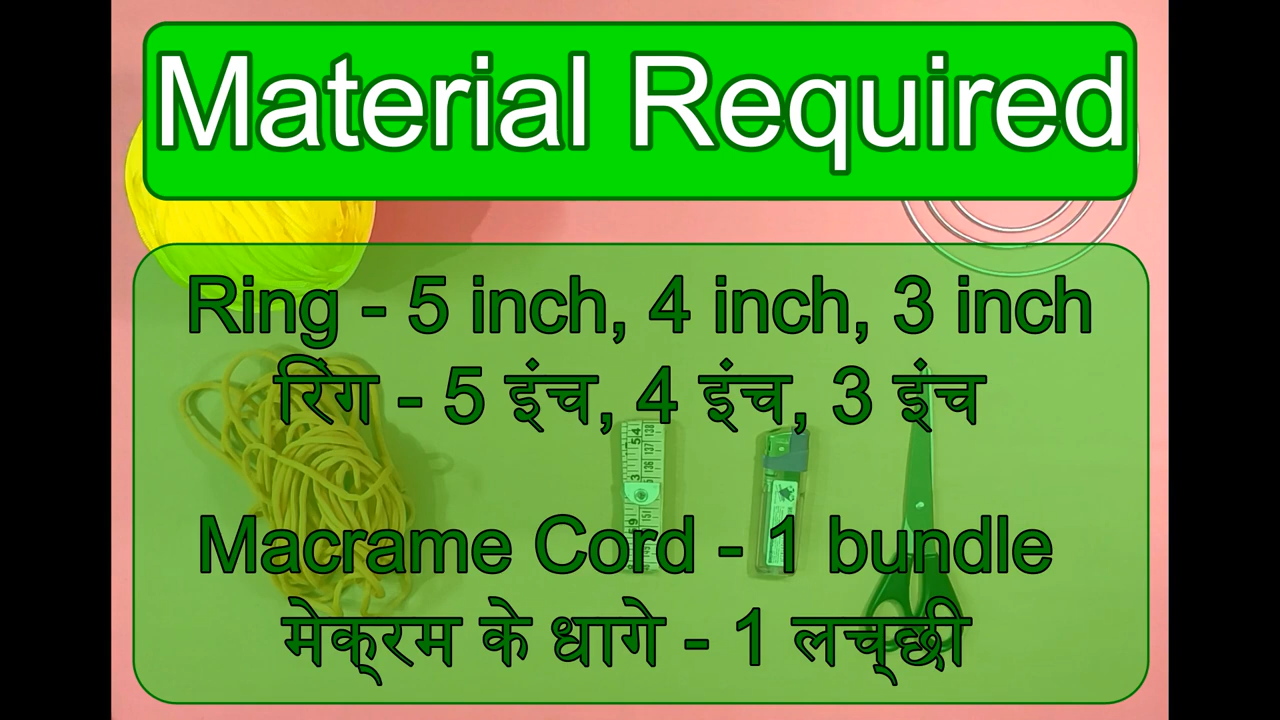 Material Required
Ring - 5 inch, 4 inch, 3 inch
रिंग - 5 इंच, 4 इंच, 3 इंच
Macrame Cord - 1 bundle
मेक्रम के धागे - 1 लच्छी